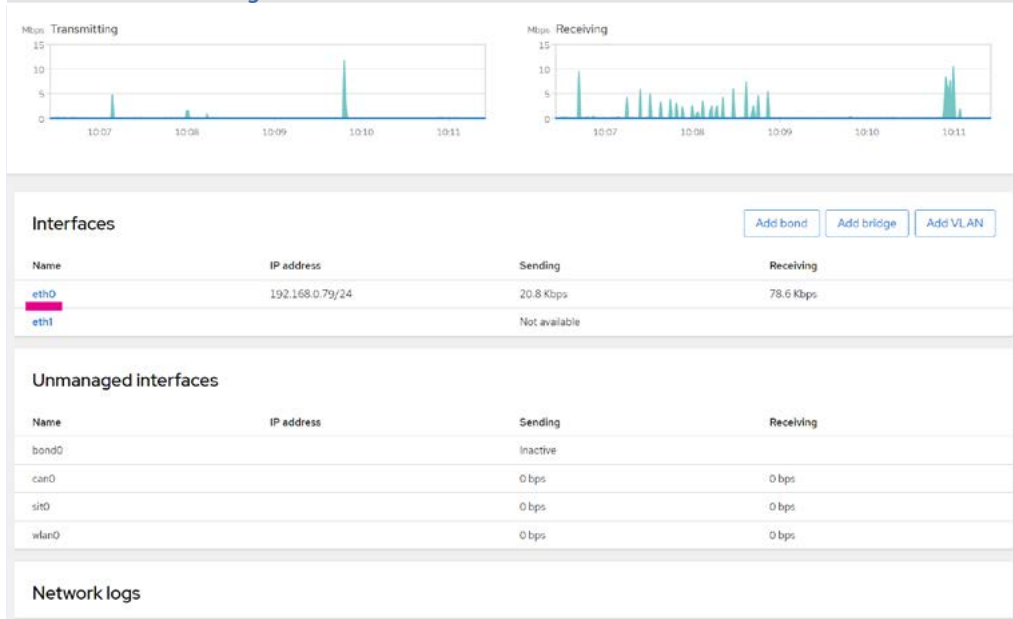 Mbps Transmitting
15
10
5
0
10:07 10:08 10:09 10:10 10:11
Mbps Receiving
15
10
5
0
10:07 10:08 10:09 10:10 10:11
Interfaces Add bond Add bridge Add VLAN
Name IP address Sending Receiving
eth0 192.168.0.79/24 20.8 Kbps 78.6 Kbps
eth1 Not available
Unmanaged interfaces
Name IP address Sending Receiving
bond0 Inactive
can0 0 bps 0 bps
sit0 0 bps 0 bps
wlan0 0 bps 0 bps
Network logs